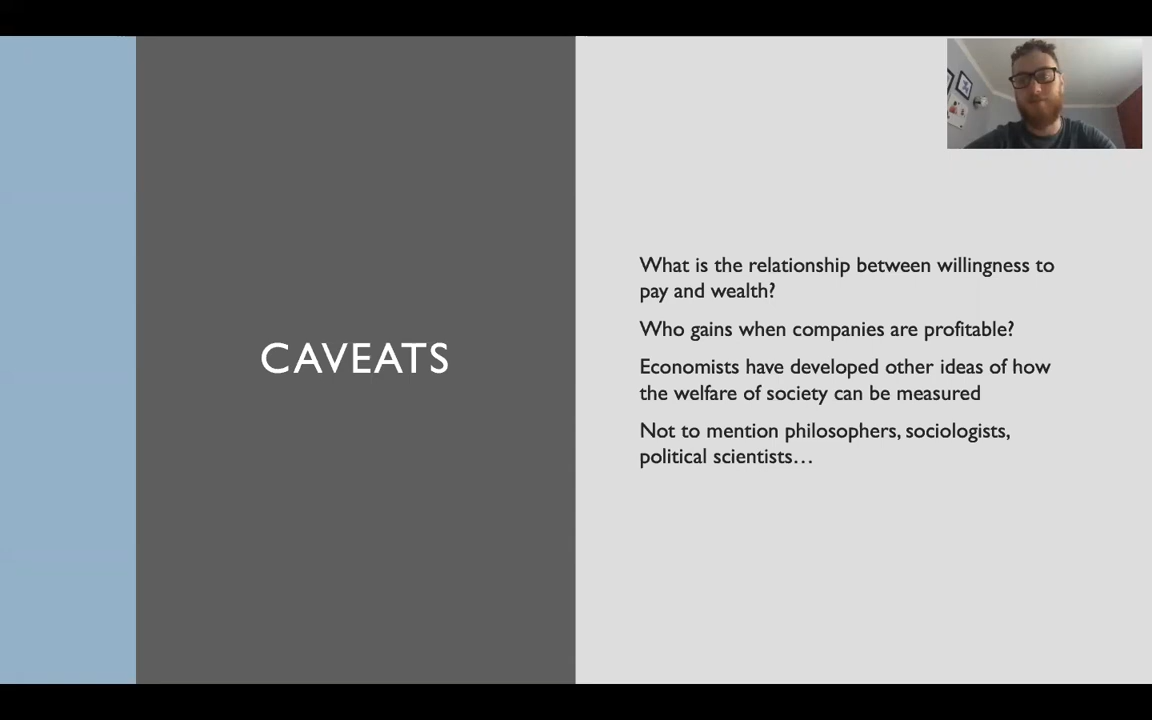 CAVEATS
What is the relationship between willingness to
pay and wealth?
Who gains when companies are profitable?
Economists have developed other ideas of how
the welfare of society can be measured
Not to mention philosophers, sociologists,
political scientists…